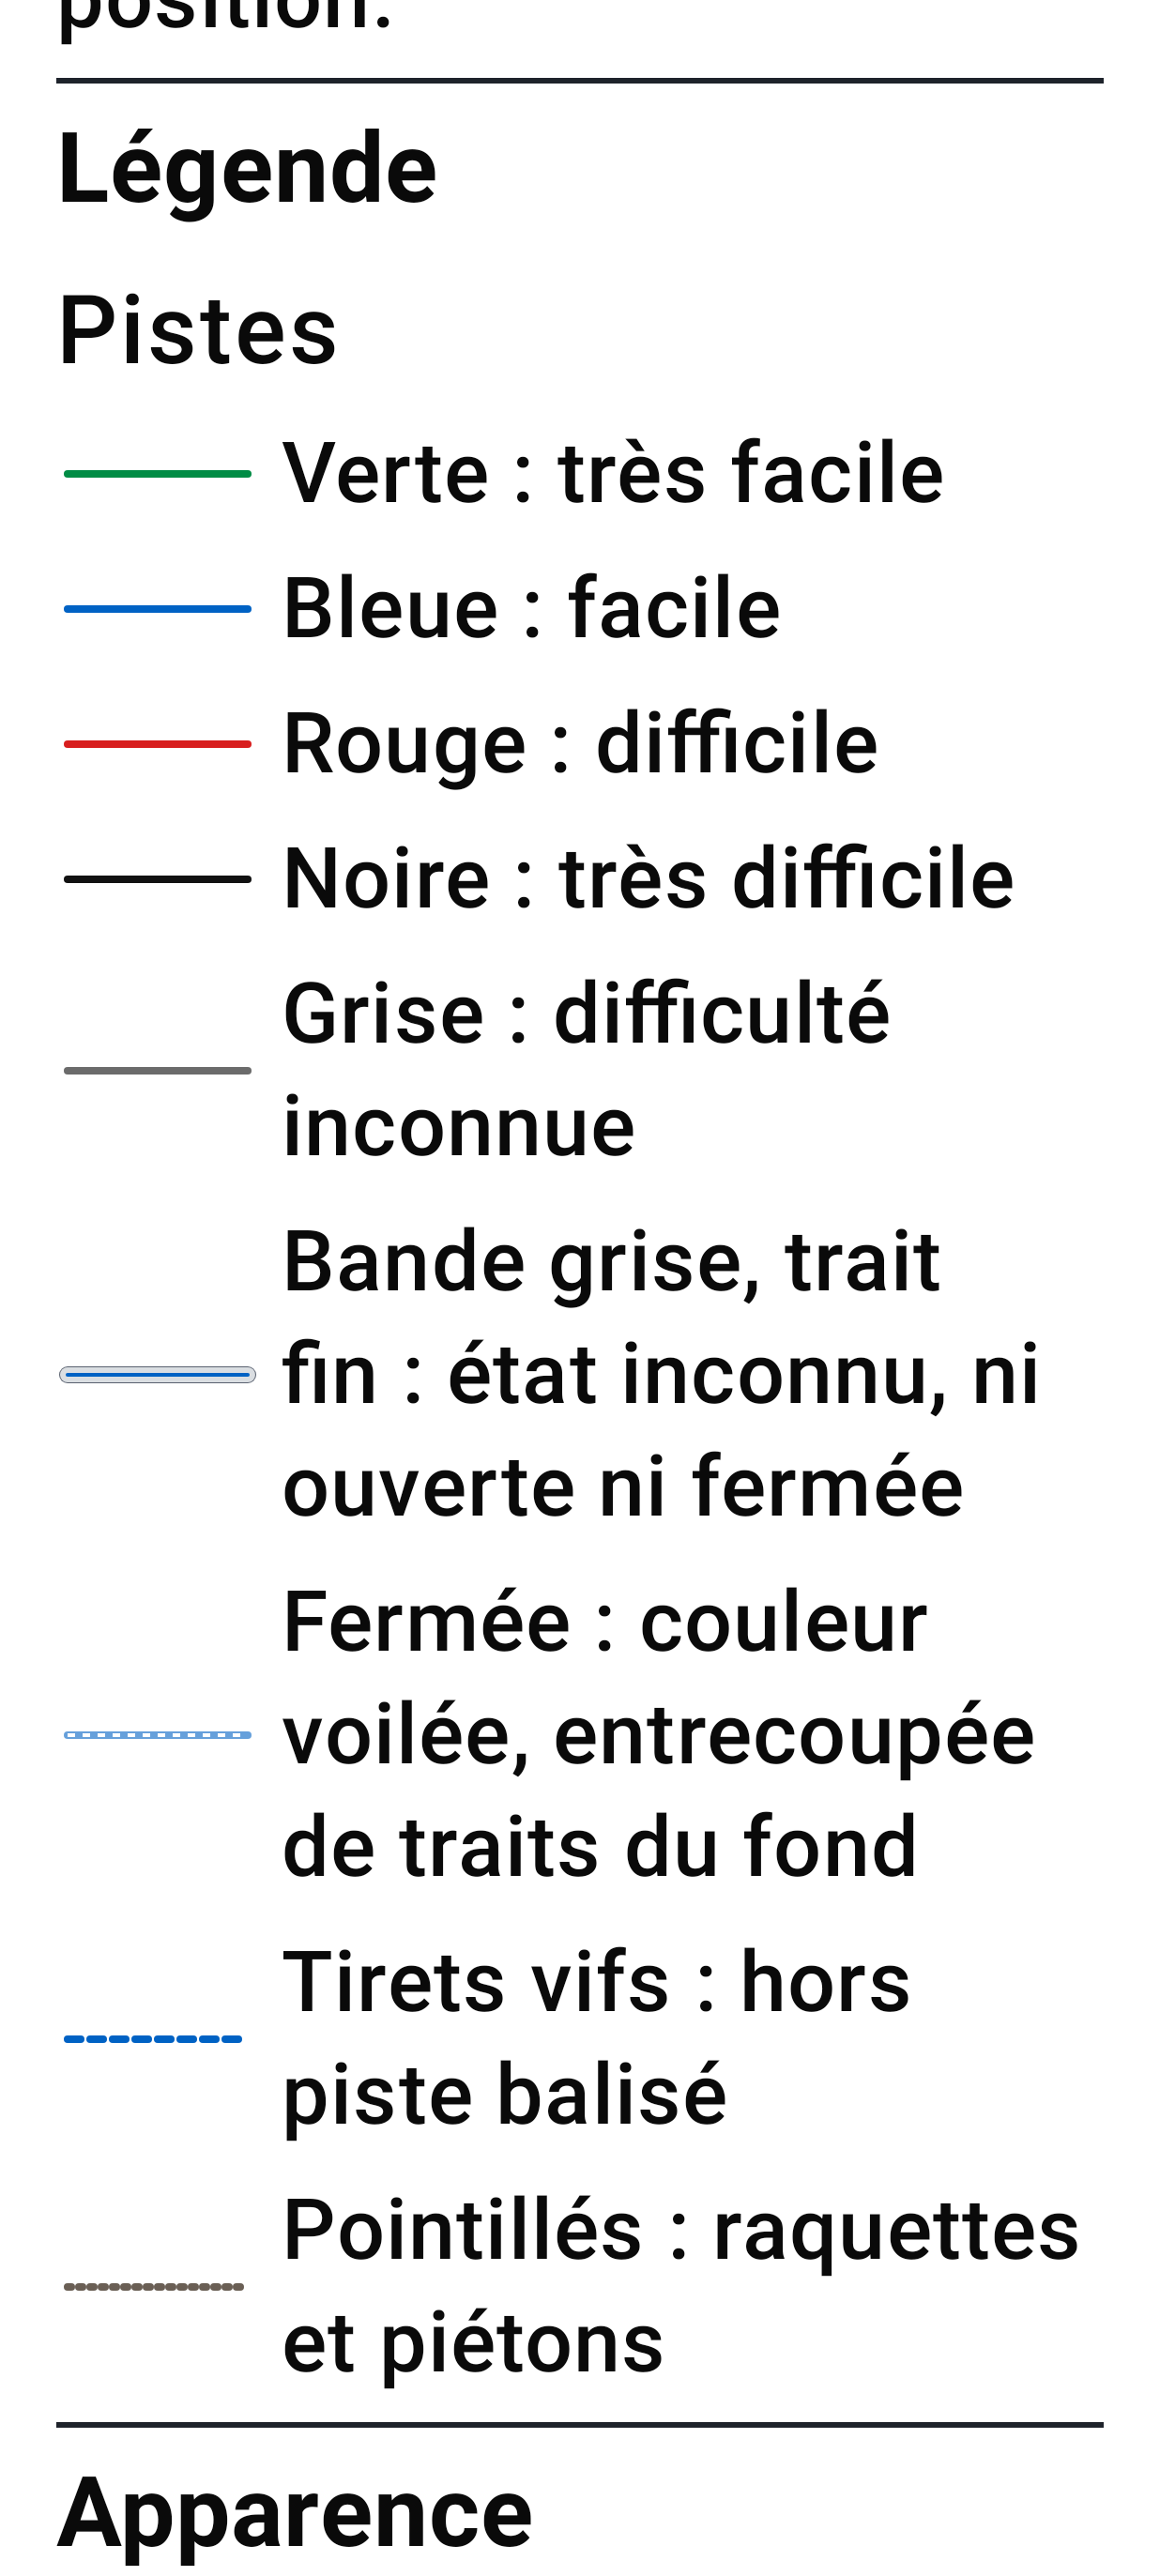 position.
Légende
Pistes
Verte : très facile
Bleue : facile
Rouge : difficile
Noire : très difficile
Grise : difficulté
inconnue
Bande grise, trait
fin : état inconnu, ni
ouverte ni fermée
Fermée : couleur
voilée, entrecoupée
de traits du fond
Tirets vifs : hors
piste balisé
Pointillés : raquettes
et piétons
Apparence